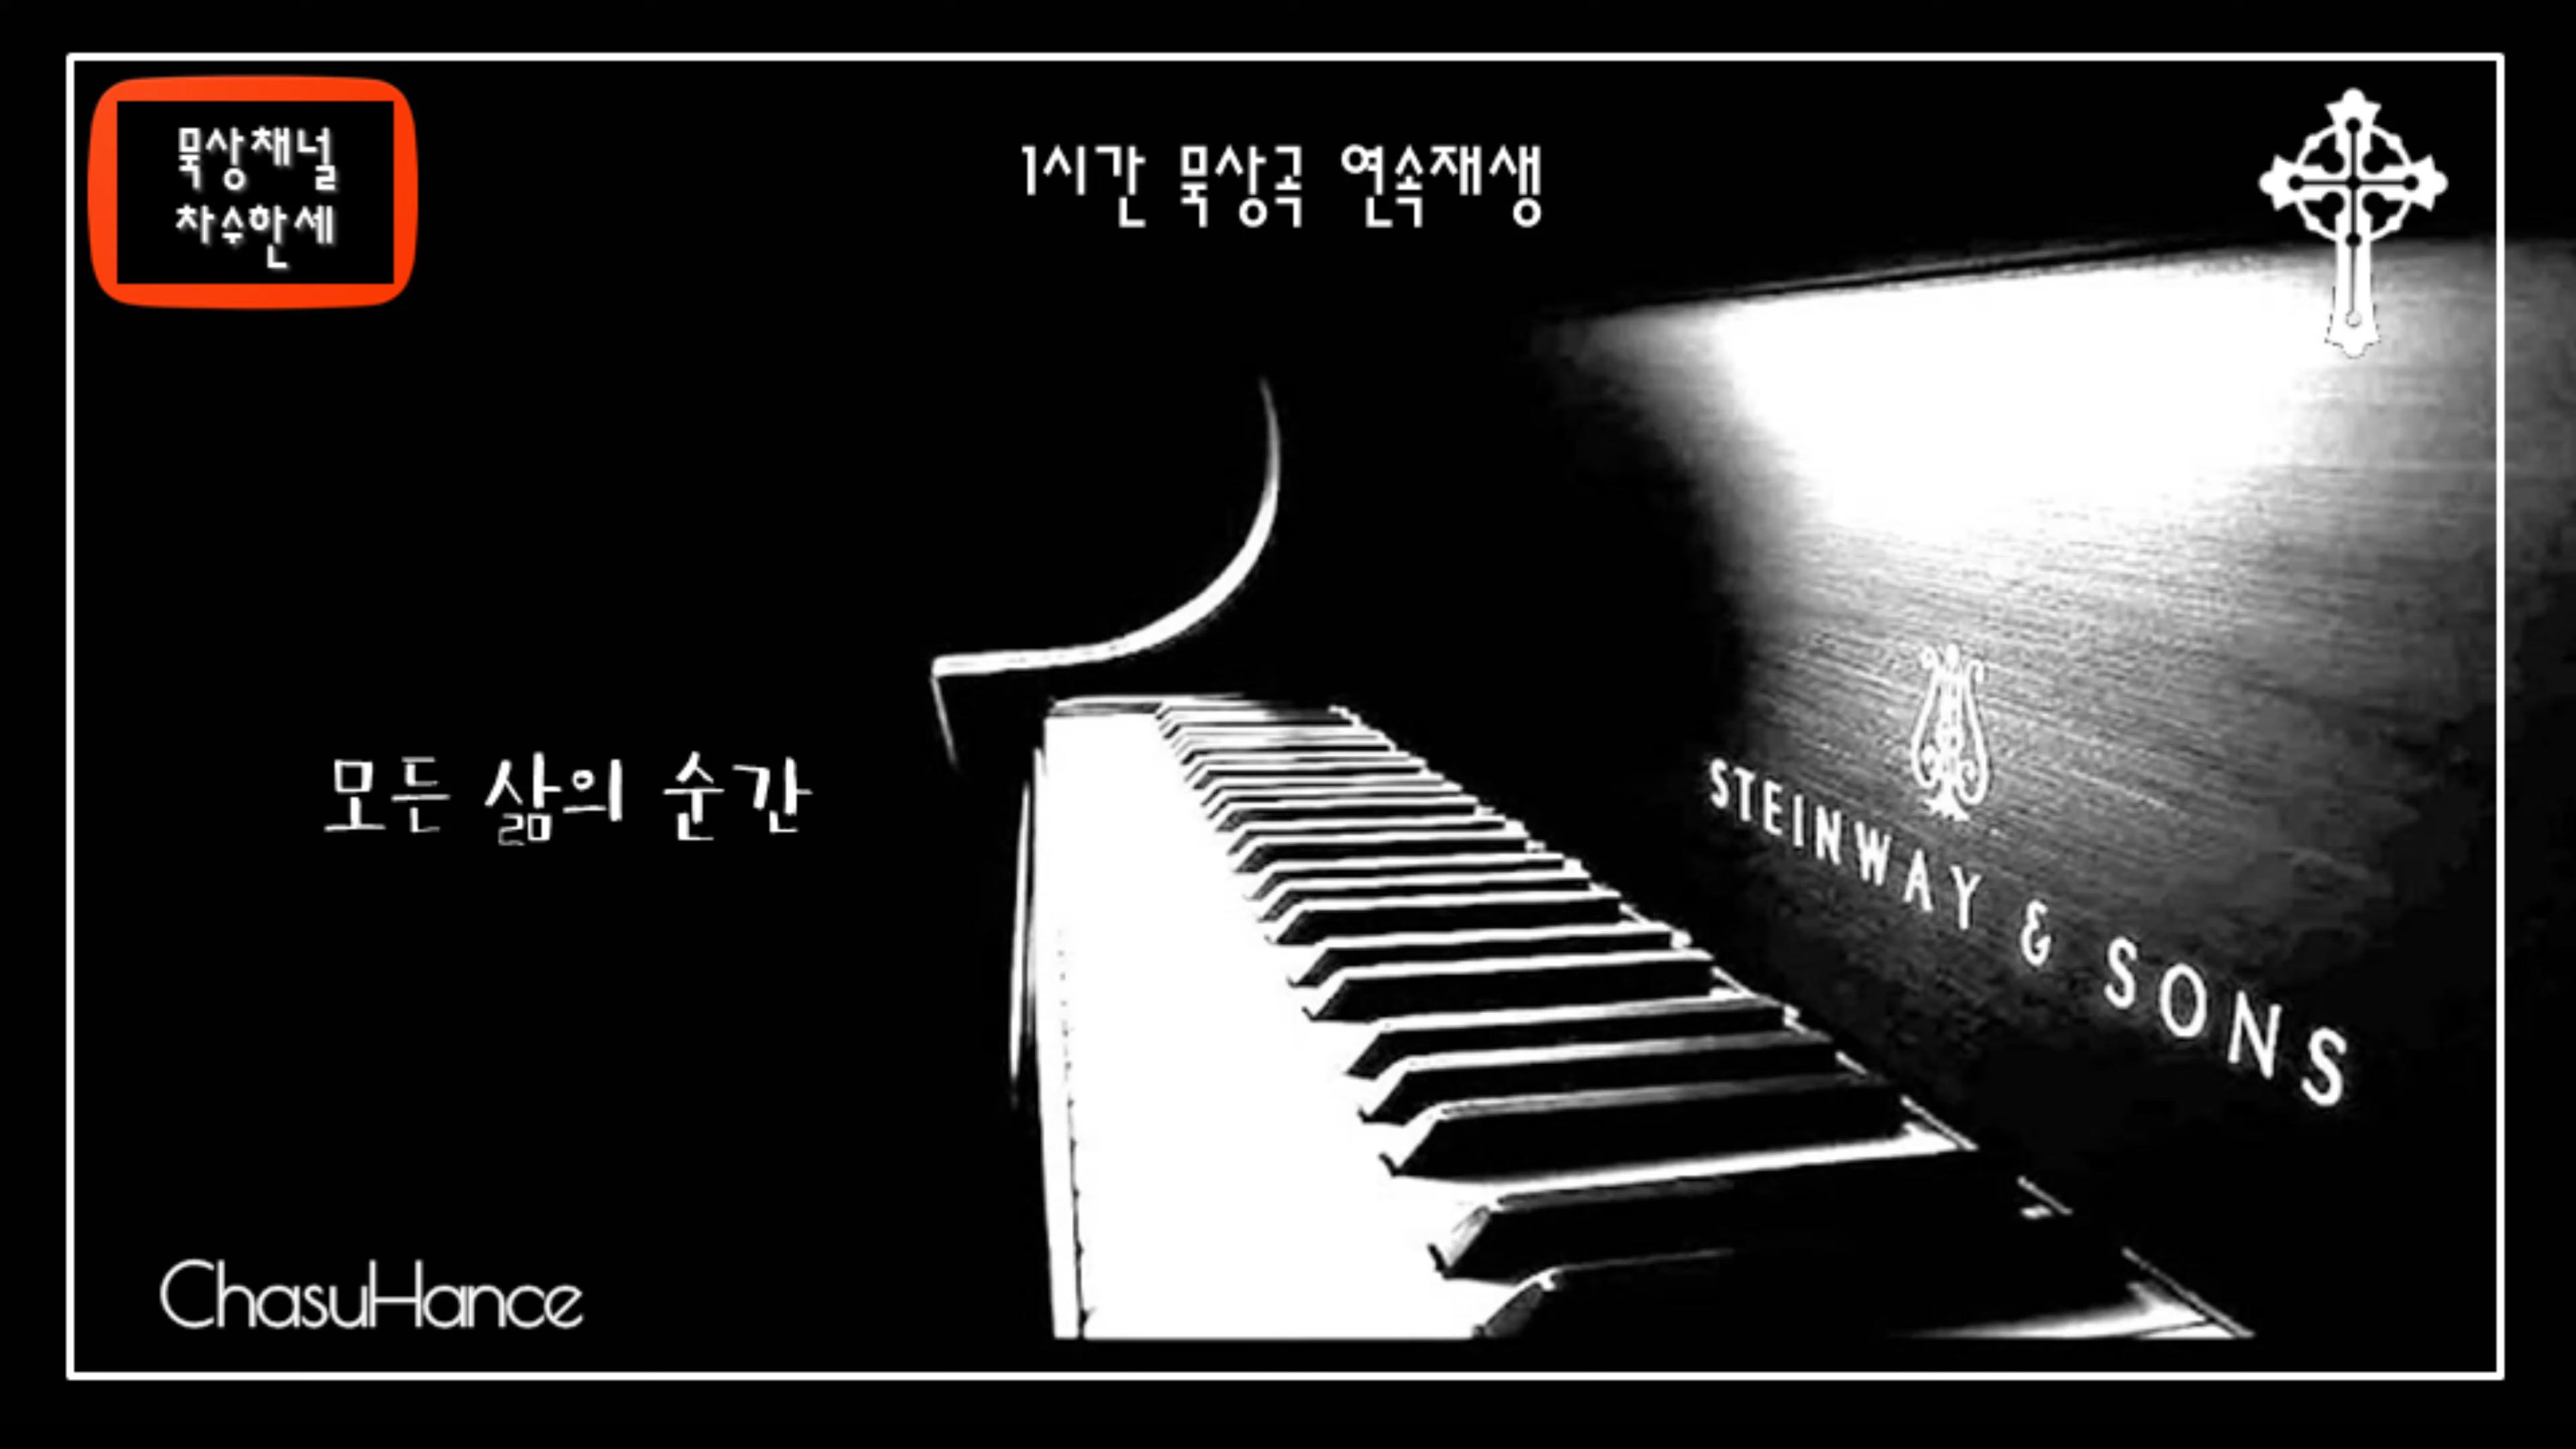 묵상채널
차수한세
1시간 묵상곡 연속재생
모든 삶의 순간
STEINWAY & SONS
ChasuHance